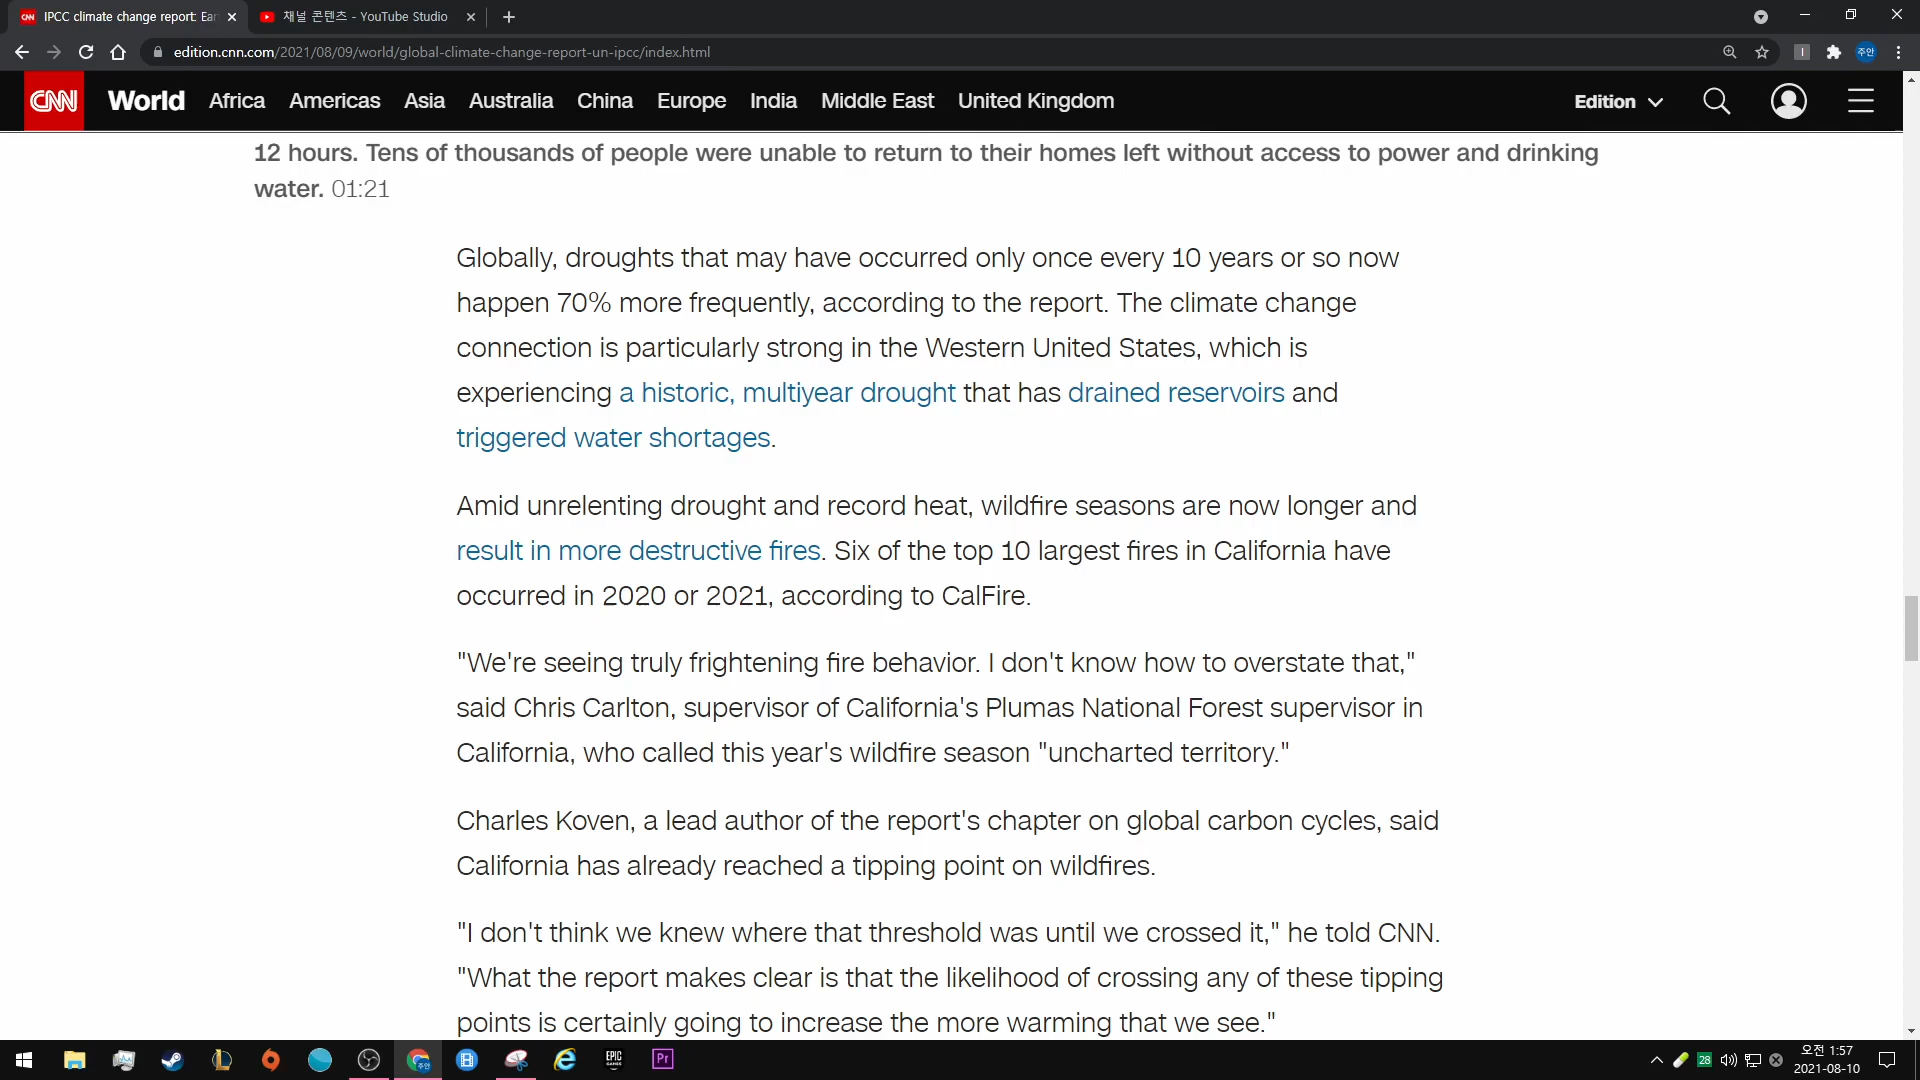 IPCC climate change report: Ear
채널 콘텐츠 - YouTube Studio
edition.cnn.com/2021/08/09/world/global-climate-change-report-un-ipcc/index.html
주안
CNN World Africa Americas Asia Australia China Europe India Middle East United Kingdom Edition
12 hours. Tens of thousands of people were unable to return to their homes left without access to power and drinking
water. 01:21
Globally, droughts that may have occurred only once every 10 years or so now
happen 70% more frequently, according to the report. The climate change
connection is particularly strong in the Western United States, which is
experiencing a historic, multiyear drought that has drained reservoirs and
triggered water shortages.
Amid unrelenting drought and record heat, wildfire seasons are now longer and
result in more destructive fires. Six of the top 10 largest fires in California have
occurred in 2020 or 2021, according to CalFire.
"We're seeing truly frightening fire behavior. I don't know how to overstate that,"
said Chris Carlton, supervisor of California's Plumas National Forest supervisor in
California, who called this year's wildfire season "uncharted territory."
Charles Koven, a lead author of the report's chapter on global carbon cycles, said
California has already reached a tipping point on wildfires.
"I don't think we knew where that threshold was until we crossed it," he told CNN.
"What the report makes clear is that the likelihood of crossing any of these tipping
points is certainly going to increase the more warming that we see."
주안
EPIC
GAMES
Pr
28
오전 1:57
2021-08-10